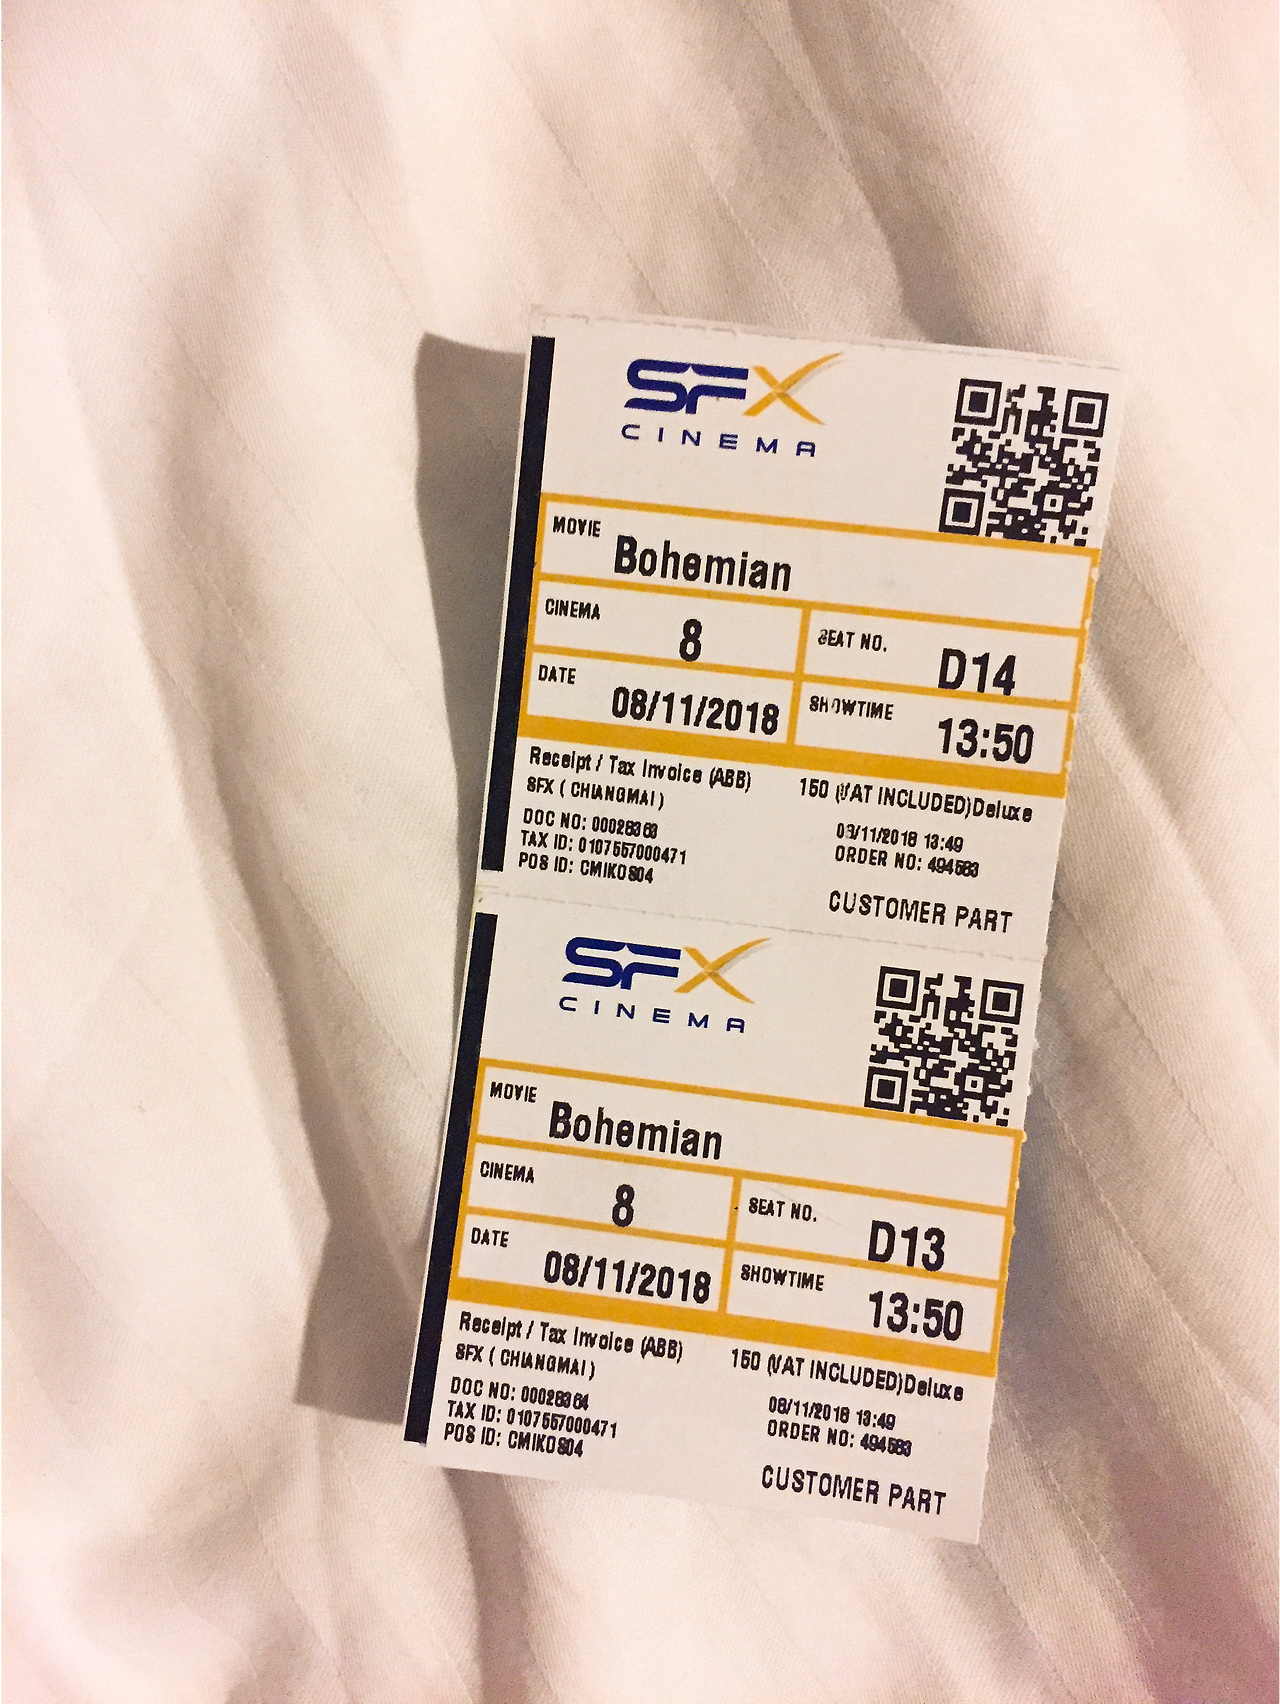 SFX
CINEMA
MOVIE Bohemian
CINEMA 8 SEAT NO. D14
DATE 08/11/2018 SHOWTIME 13:50
Receipt / Tax Invoice (ABB) 150 (VAT INCLUDED)Deluxe
SFX ( CHIANGMAI )
DOC NO: 00028363 08/11/2018 13:49
TAX ID: 0107557000471 ORDER NO: 494583
POS ID: CMIKOS04
CUSTOMER PART
SFX
CINEMA
MOVIE Bohemian
CINEMA 8 SEAT NO. D13
DATE 08/11/2018 SHOWTIME 13:50
Receipt / Tax Invoice (ABB) 150 (VAT INCLUDED)Deluxe
SFX ( CHIANGMAI )
DOC NO: 00028364 08/11/2018 13:49
TAX ID: 0107557000471 ORDER NO: 494583
POS ID: CMIKOS04
CUSTOMER PART